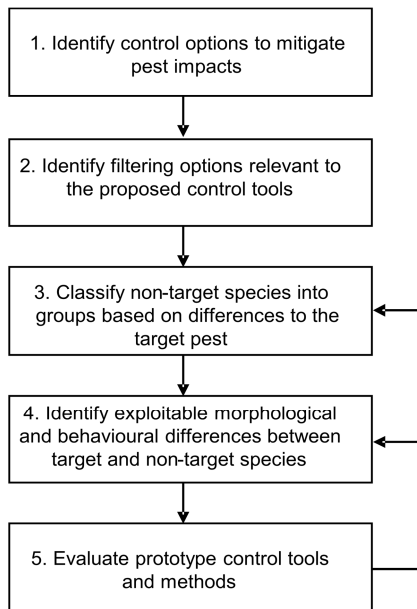 1. Identify control options to mitigate
pest impacts
2. Identify filtering options relevant to
the proposed control tools
3. Classify non-target species into
groups based on differences to the
target pest
4. Identify exploitable morphological
and behavioural differences between
target and non-target species
5. Evaluate prototype control tools
and methods